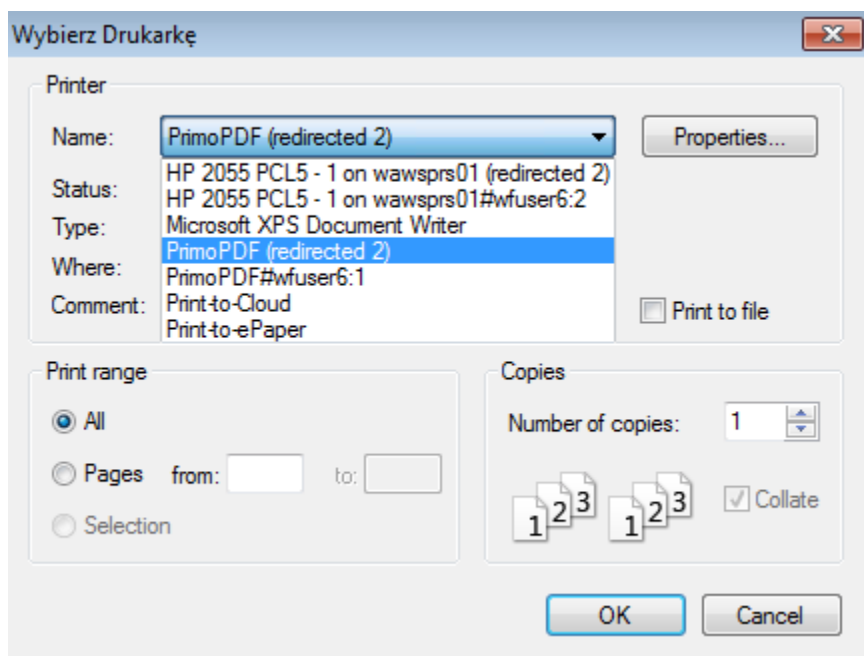 Wybierz Drukarkę
Printer
Name: PrimoPDF (redirected 2) Properties...
HP 2055 PCL5 - 1 on wawsprs01 (redirected 2)
Status: HP 2055 PCL5 - 1 on wawsprs01#wfuser6:2
Type: Microsoft XPS Document Writer
PrimoPDF (redirected 2)
Where: PrimoPDF#wfuser6:1
Comment: Print-to-Cloud Print to file
Print-to-ePaper
Print range
All
Pages from: to:
Selection
Copies
Number of copies: 1
1 2 3 1 2 3 Collate
OK Cancel